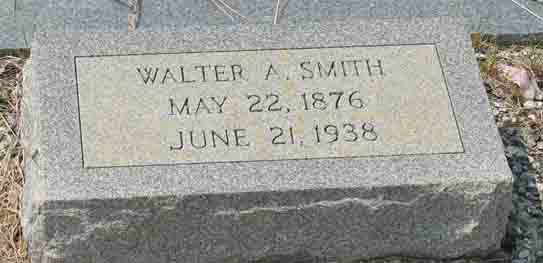 WALTER A. SMITH
MAY 22, 1876
JUNE 21, 1938